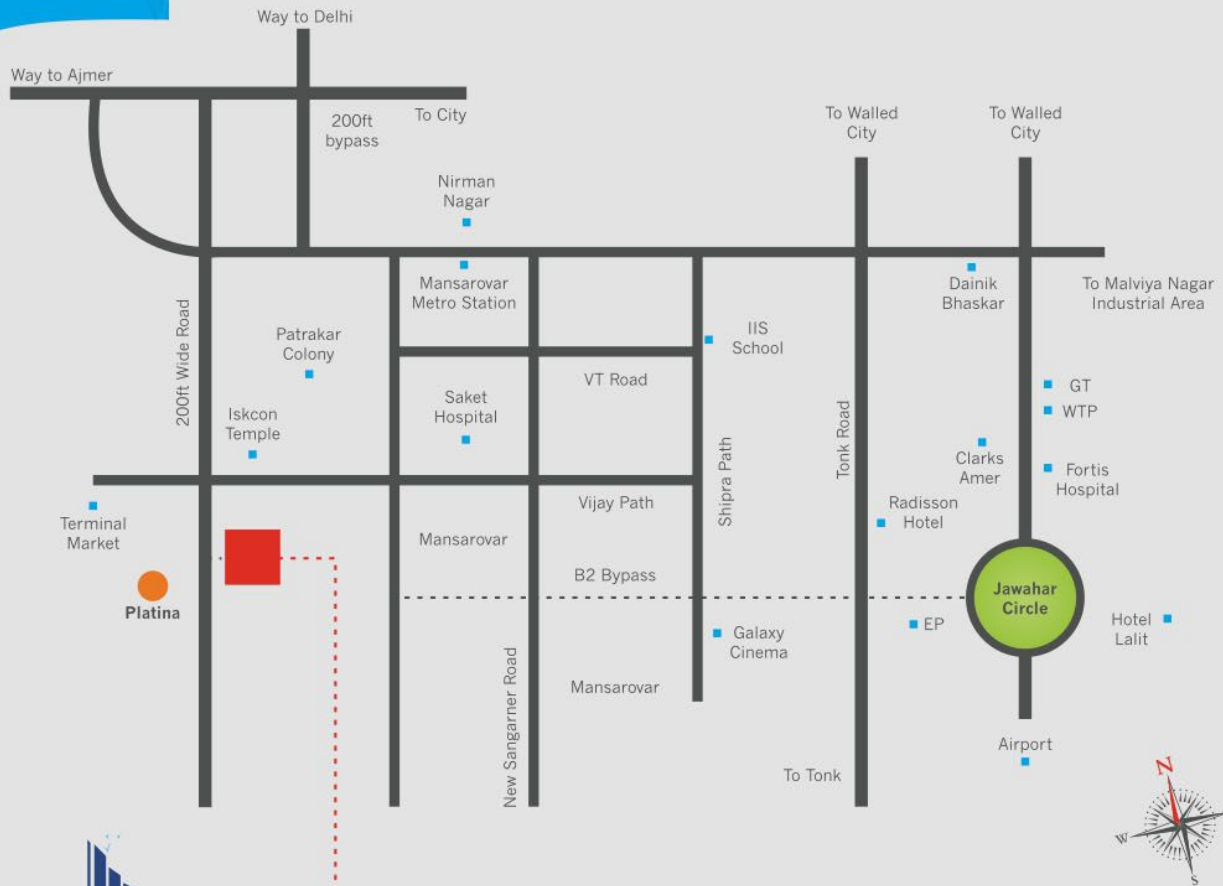 Way to Delhi
Way to Ajmer
To City
200ft
bypass
To Walled
City
To Walled
City
Nirman
Nagar
Mansarovar
Metro Station
Dainik
Bhaskar
To Malviya Nagar
Industrial Area
200ft Wide Road
Patrakar
Colony
IIS
School
VT Road
GT
WTP
Saket
Hospital
Iskcon
Temple
Tonk Road
Shipra Path
Clarks
Amer
Fortis
Hospital
Vijay Path
Radisson
Hotel
Terminal
Market
Mansarovar
B2 Bypass
Platina
Jawahar
Circle
EP
Hotel
Lalit
Galaxy
Cinema
New Sangarner Road
Mansarovar
Airport
To Tonk
N
W
S